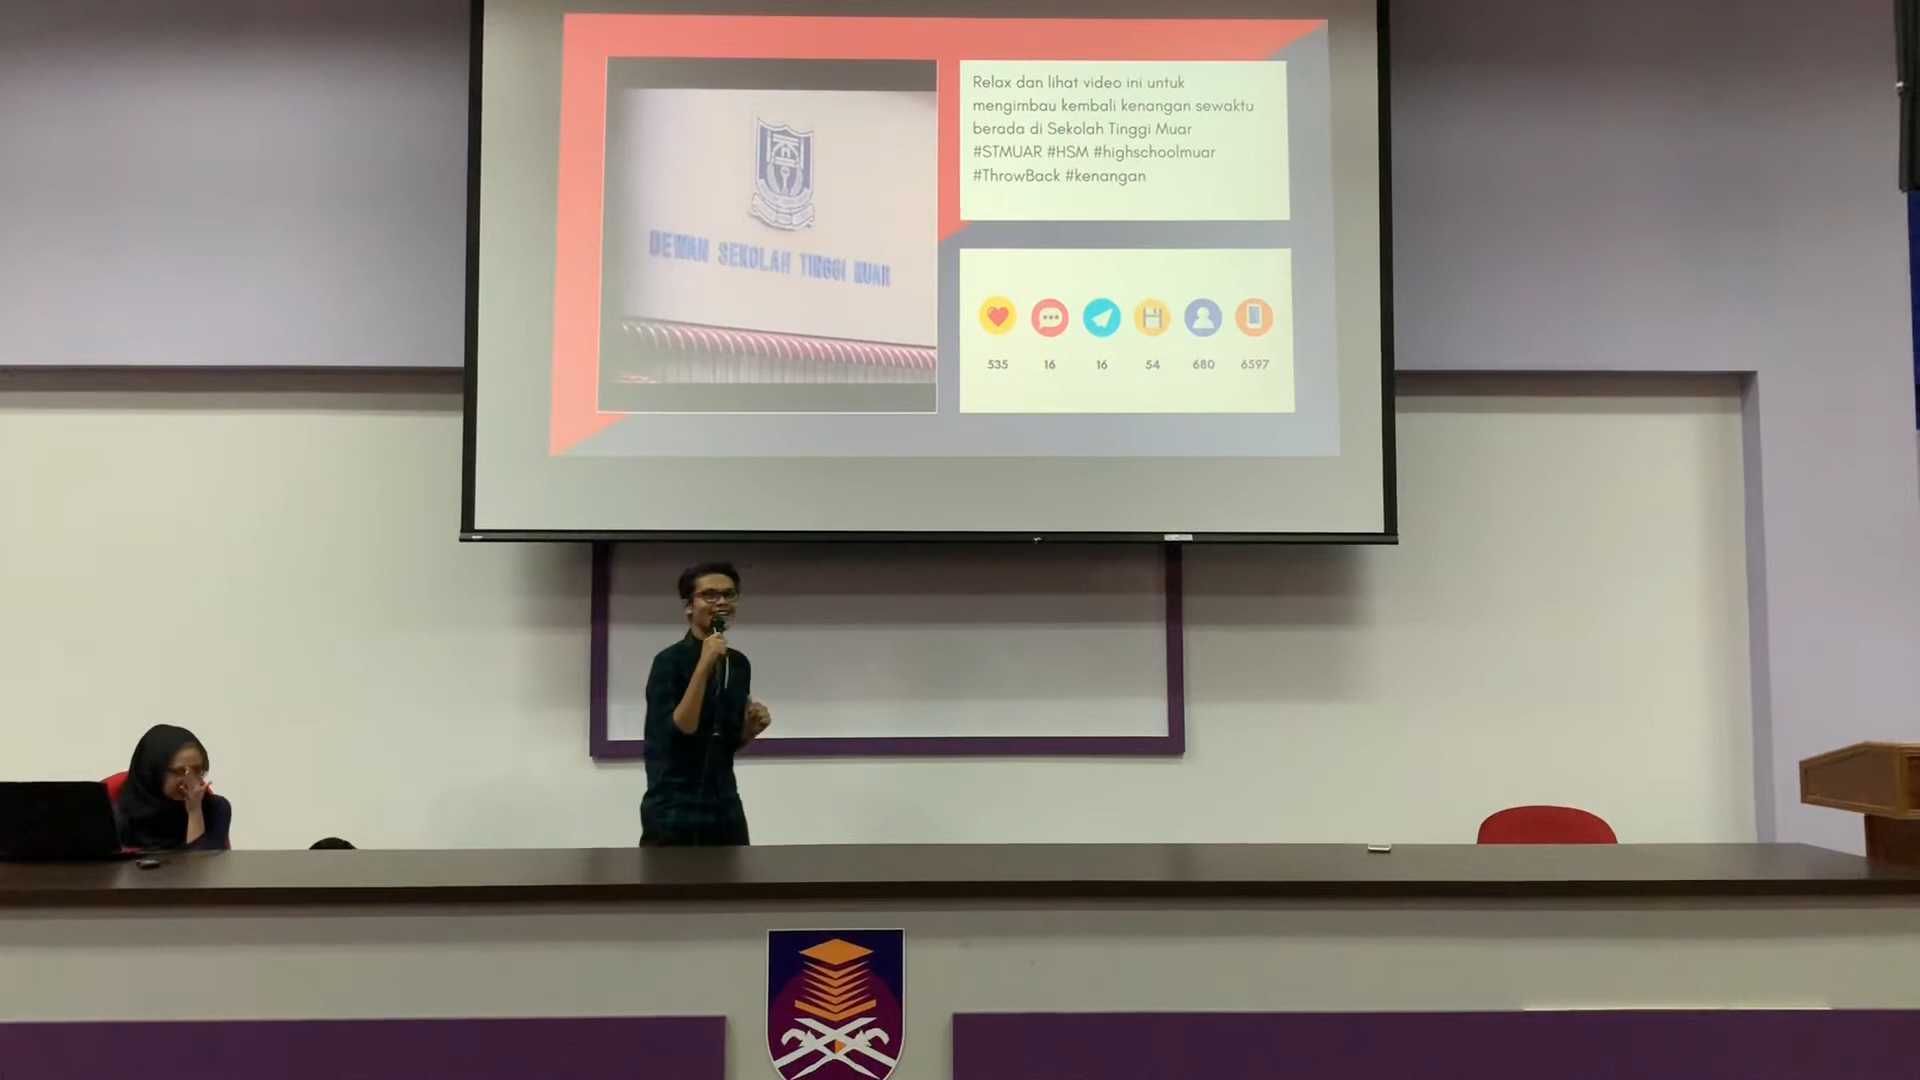 DEWAN SEKOLAH TINGGI MUAR
Relax dan lihat video ini untuk
mengimbau kembali kenangan sewaktu
berada di Sekolah Tinggi Muar
#STMUAR #HSM #highschoolmuar
#ThrowBack #kenangan
535 16 16 54 680 6597